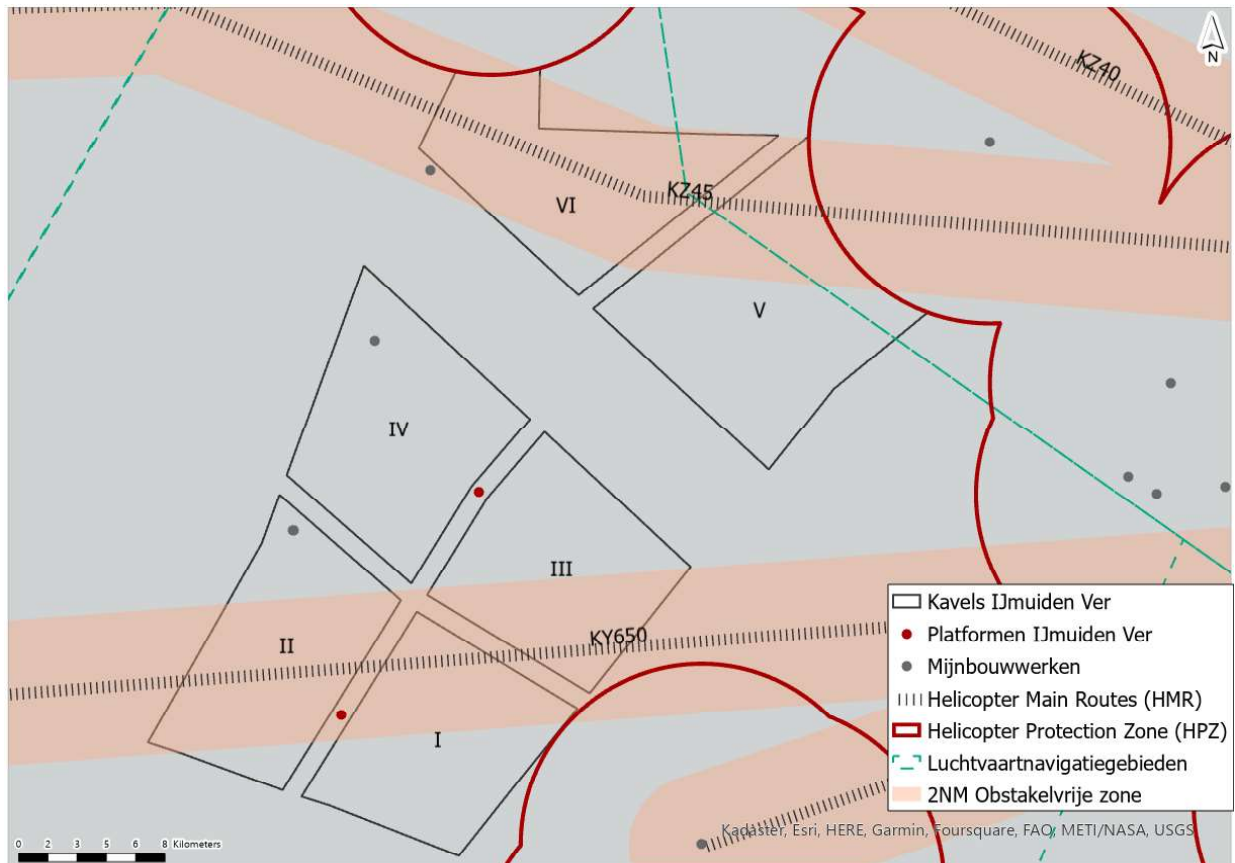 N
KZ40
KZ45
VI
V
IV
III
KY650
II
I
Kavels IJmuiden Ver
Platformen IJmuiden Ver
Mijnbouwwerken
Helicopter Main Routes (HMR)
Helicopter Protection Zone (HPZ)
Luchtvaartnavigatiegebieden
2NM Obstakelvrije zone
Kadaster, Esri, HERE, Garmin, Foursquare, FAO, METI/NASA, USGS
0 2 3 5 6 8 Kilometers